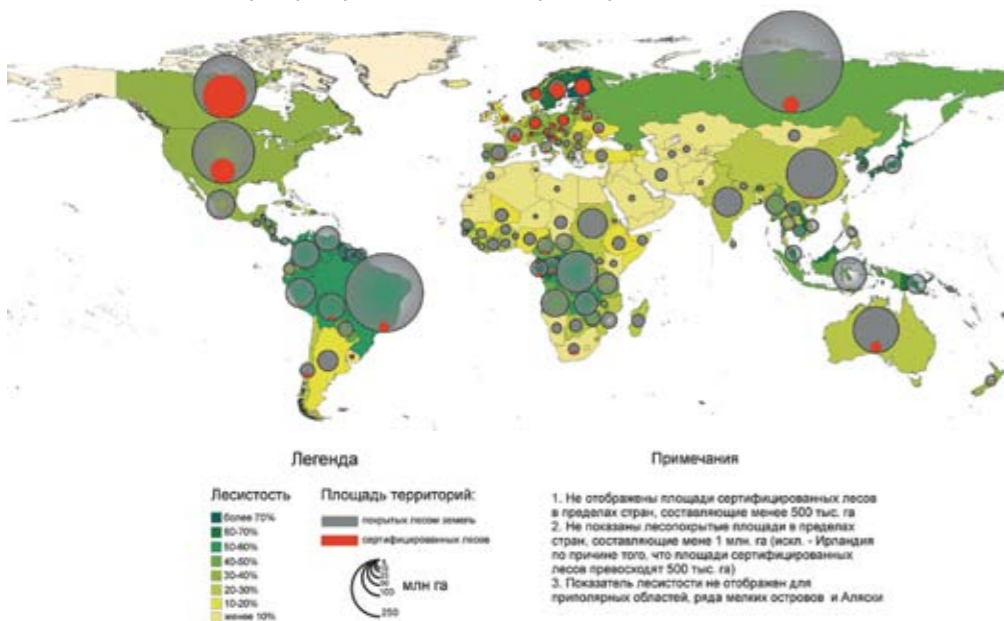 Легенда
Лесистость
более 70%
60-70%
50-60%
40-50%
30-40%
20-30%
10-20%
менее 10%
Площадь территорий:
покрытых лесом земель
сертифицированных лесов
100
250
млн га
Примечания
1. Не отображены площади сертифицированных лесов
в пределах стран, составляющие менее 500 тыс. га
2. Не показаны лесопокрытые площади в пределах
стран, составляющие мене 1 млн. га (искл. - Ирландия
по причине того, что площади сертифицированных
лесов превосходят 500 тыс. га)
3. Показатель лесистости не отображен для
приполярных областей, ряда мелких островов и Аляски